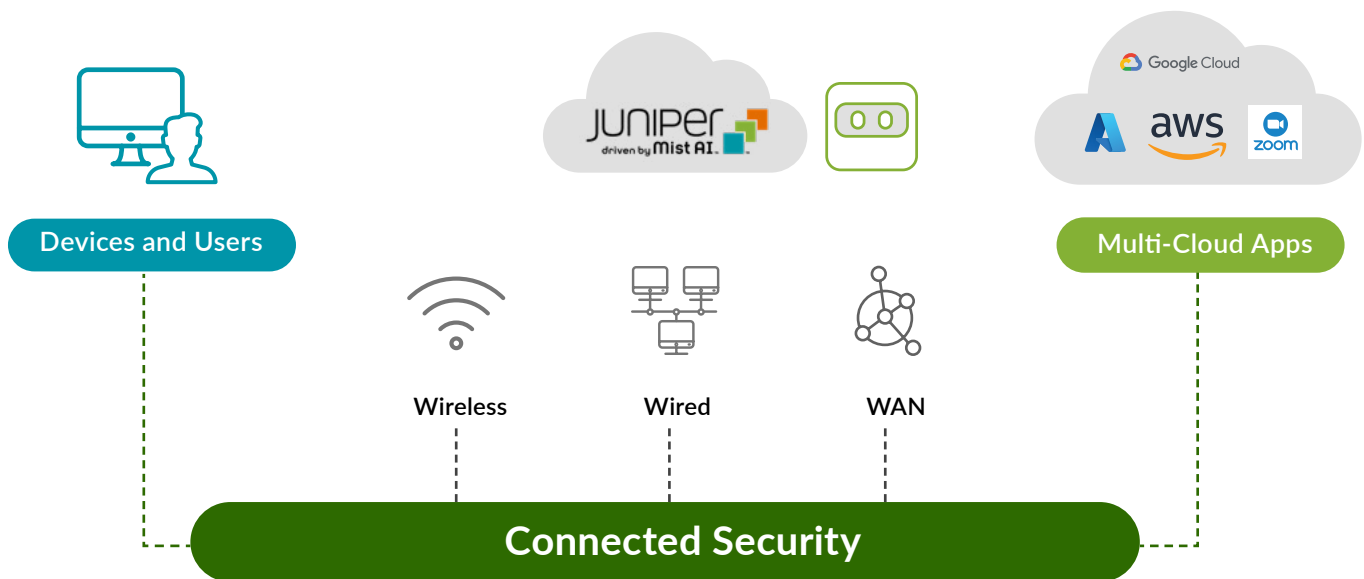 Google Cloud
JUNIPEr
driven by Mist AI™
aws
zoom
Devices and Users
Multi-Cloud Apps
Wireless
Wired
WAN
Connected Security